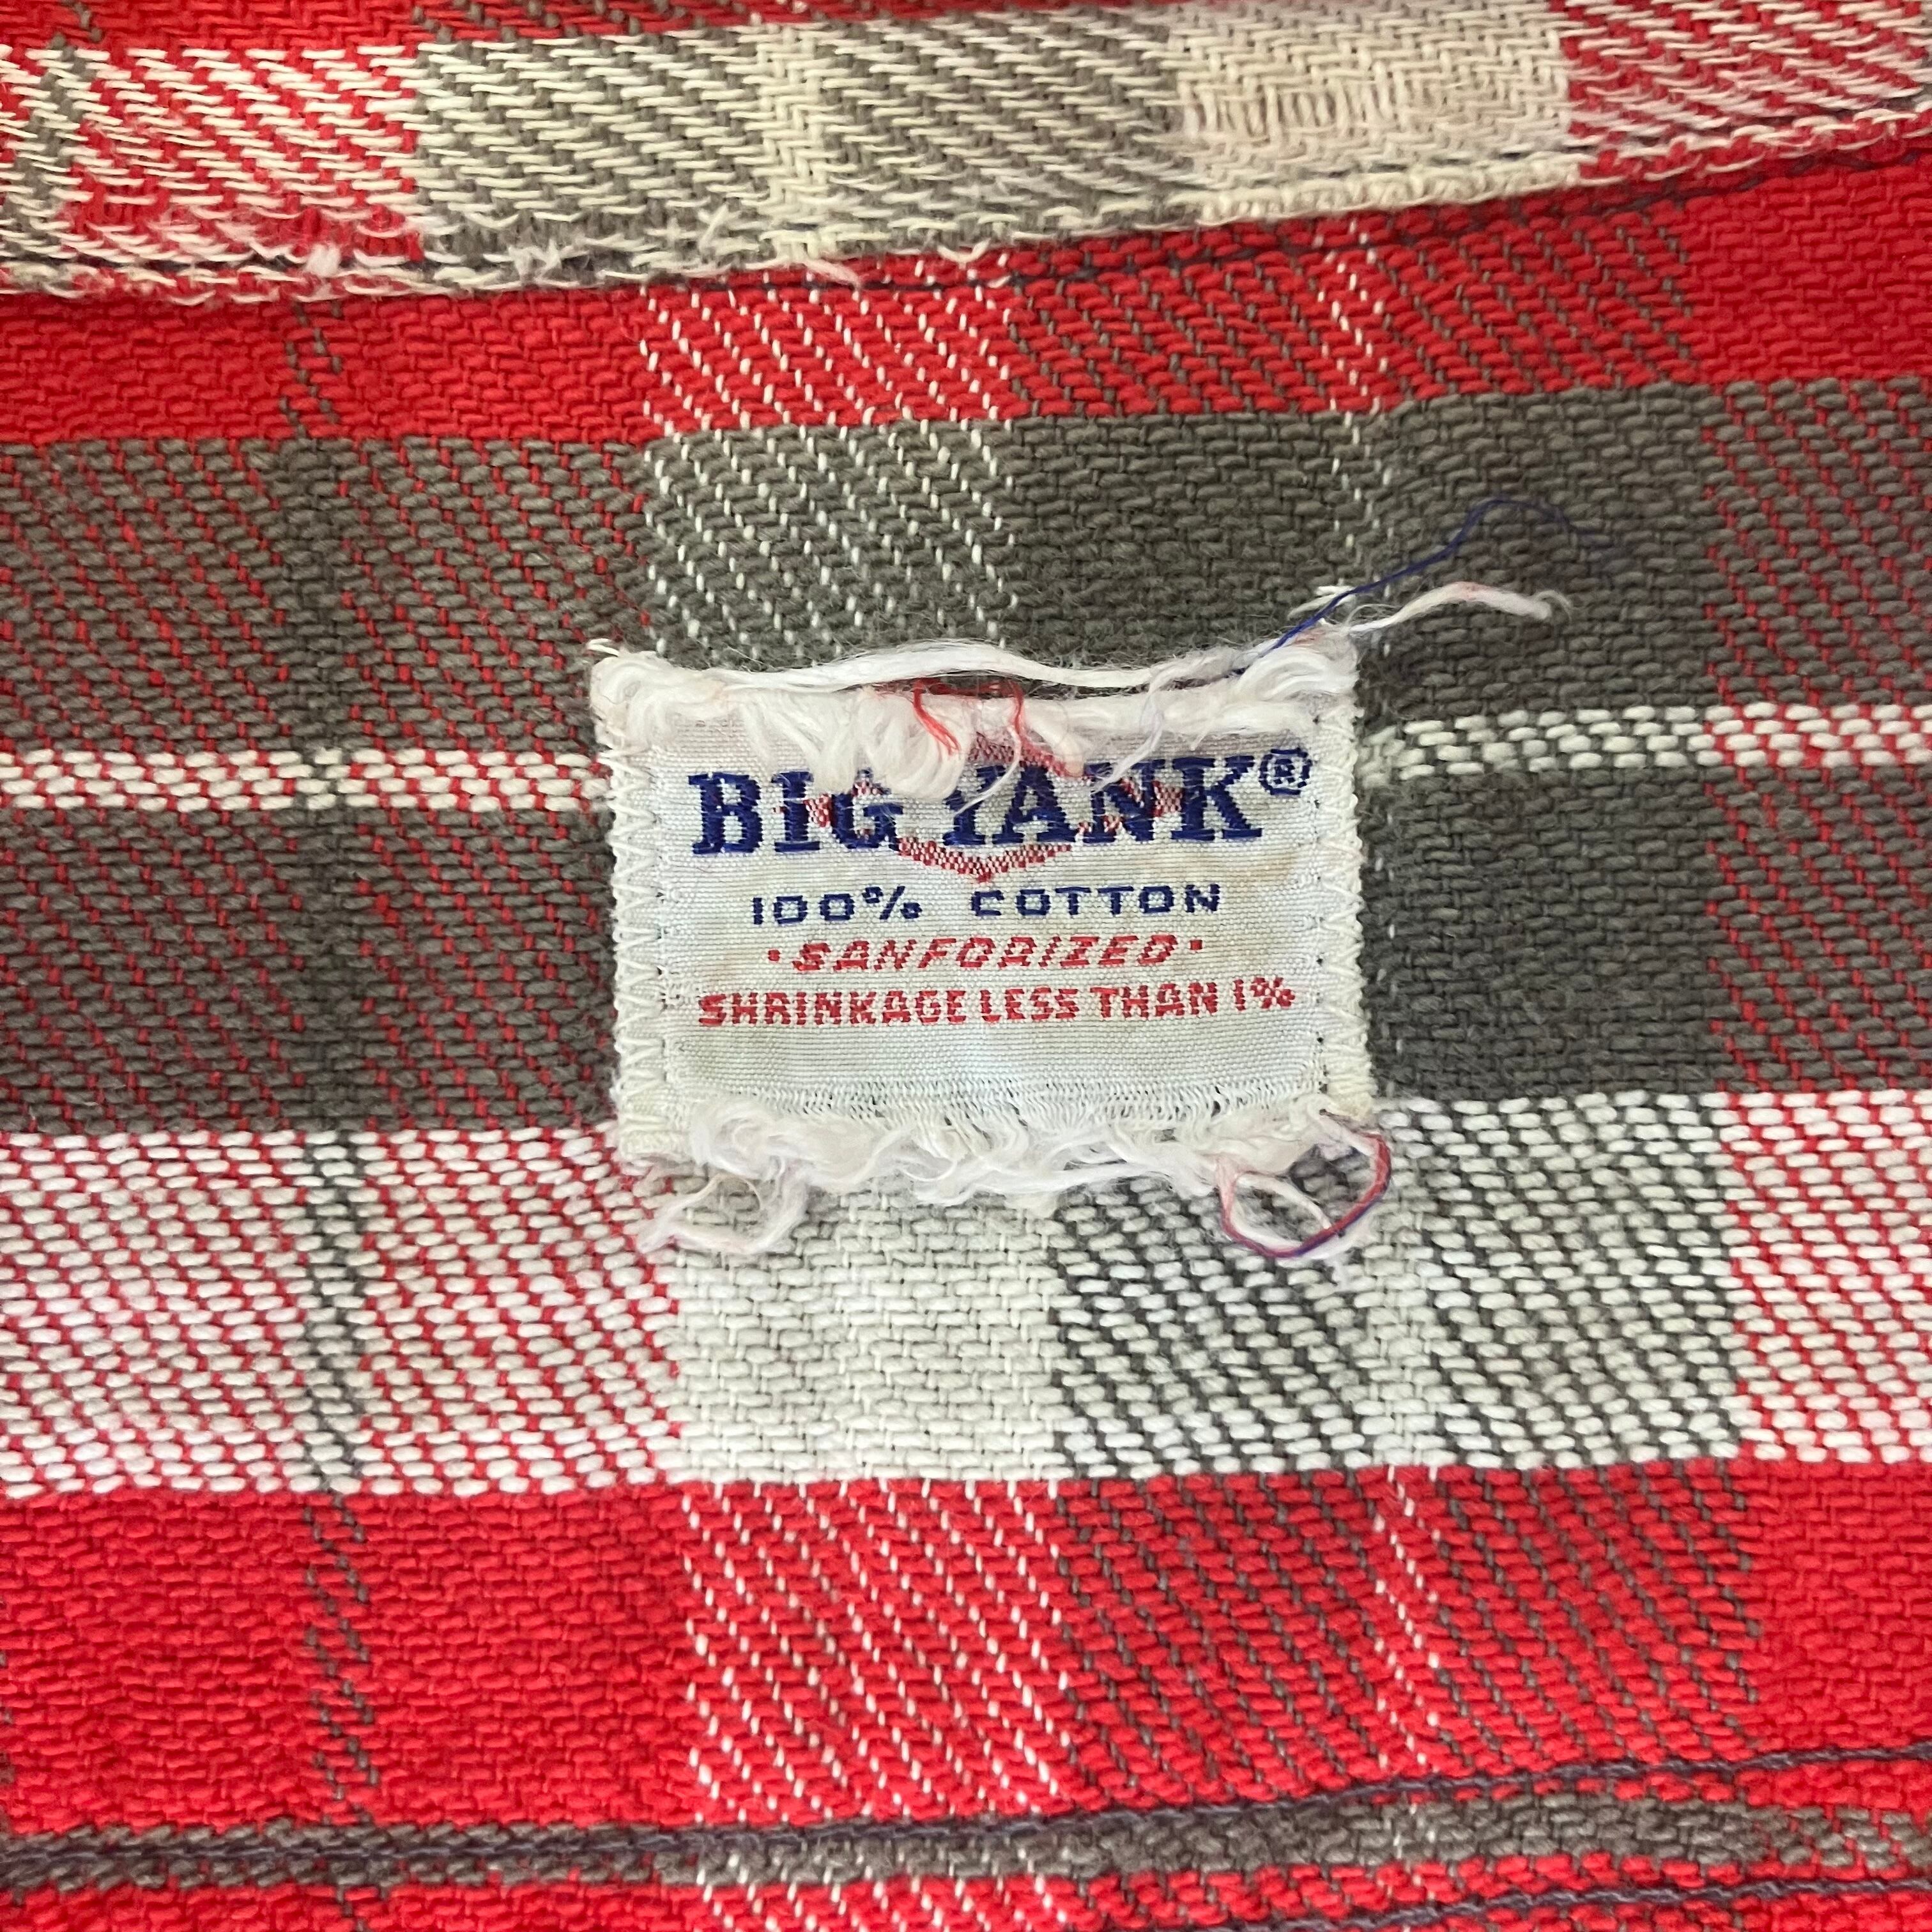 BIG YANK®
100% COTTON
·SANFORIZED·
SHRINKAGE LESS THAN 1%